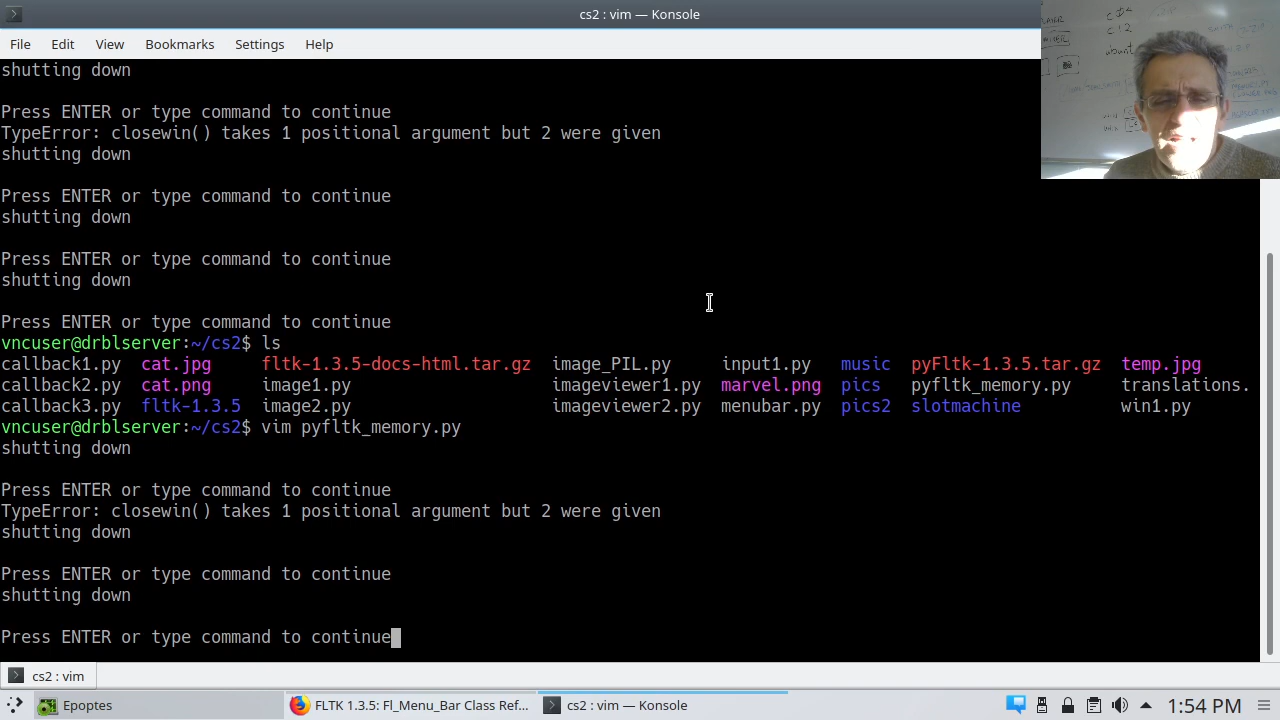 cs2 : vim — Konsole
File Edit View Bookmarks Settings Help
shutting down
Press ENTER or type command to continue
TypeError: closewin() takes 1 positional argument but 2 were given
shutting down
Press ENTER or type command to continue
shutting down
Press ENTER or type command to continue
shutting down
Press ENTER or type command to continue
vncuser@drblserver:~/cs2$ ls
callback1.py cat.jpg fltk-1.3.5-docs-html.tar.gz image_PIL.py input1.py music pyFltk-1.3.5.tar.gz temp.jpg
callback2.py cat.png image1.py imageviewer1.py marvel.png pics pyfltk_memory.py translations.
callback3.py fltk-1.3.5 image2.py imageviewer2.py menubar.py pics2 slotmachine win1.py
vncuser@drblserver:~/cs2$ vim pyfltk_memory.py
shutting down
Press ENTER or type command to continue
TypeError: closewin() takes 1 positional argument but 2 were given
shutting down
Press ENTER or type command to continue
shutting down
Press ENTER or type command to continue
cs2 : vim
Epoptes FLTK 1.3.5: Fl_Menu_Bar Class Ref... cs2 : vim — Konsole 1:54 PM